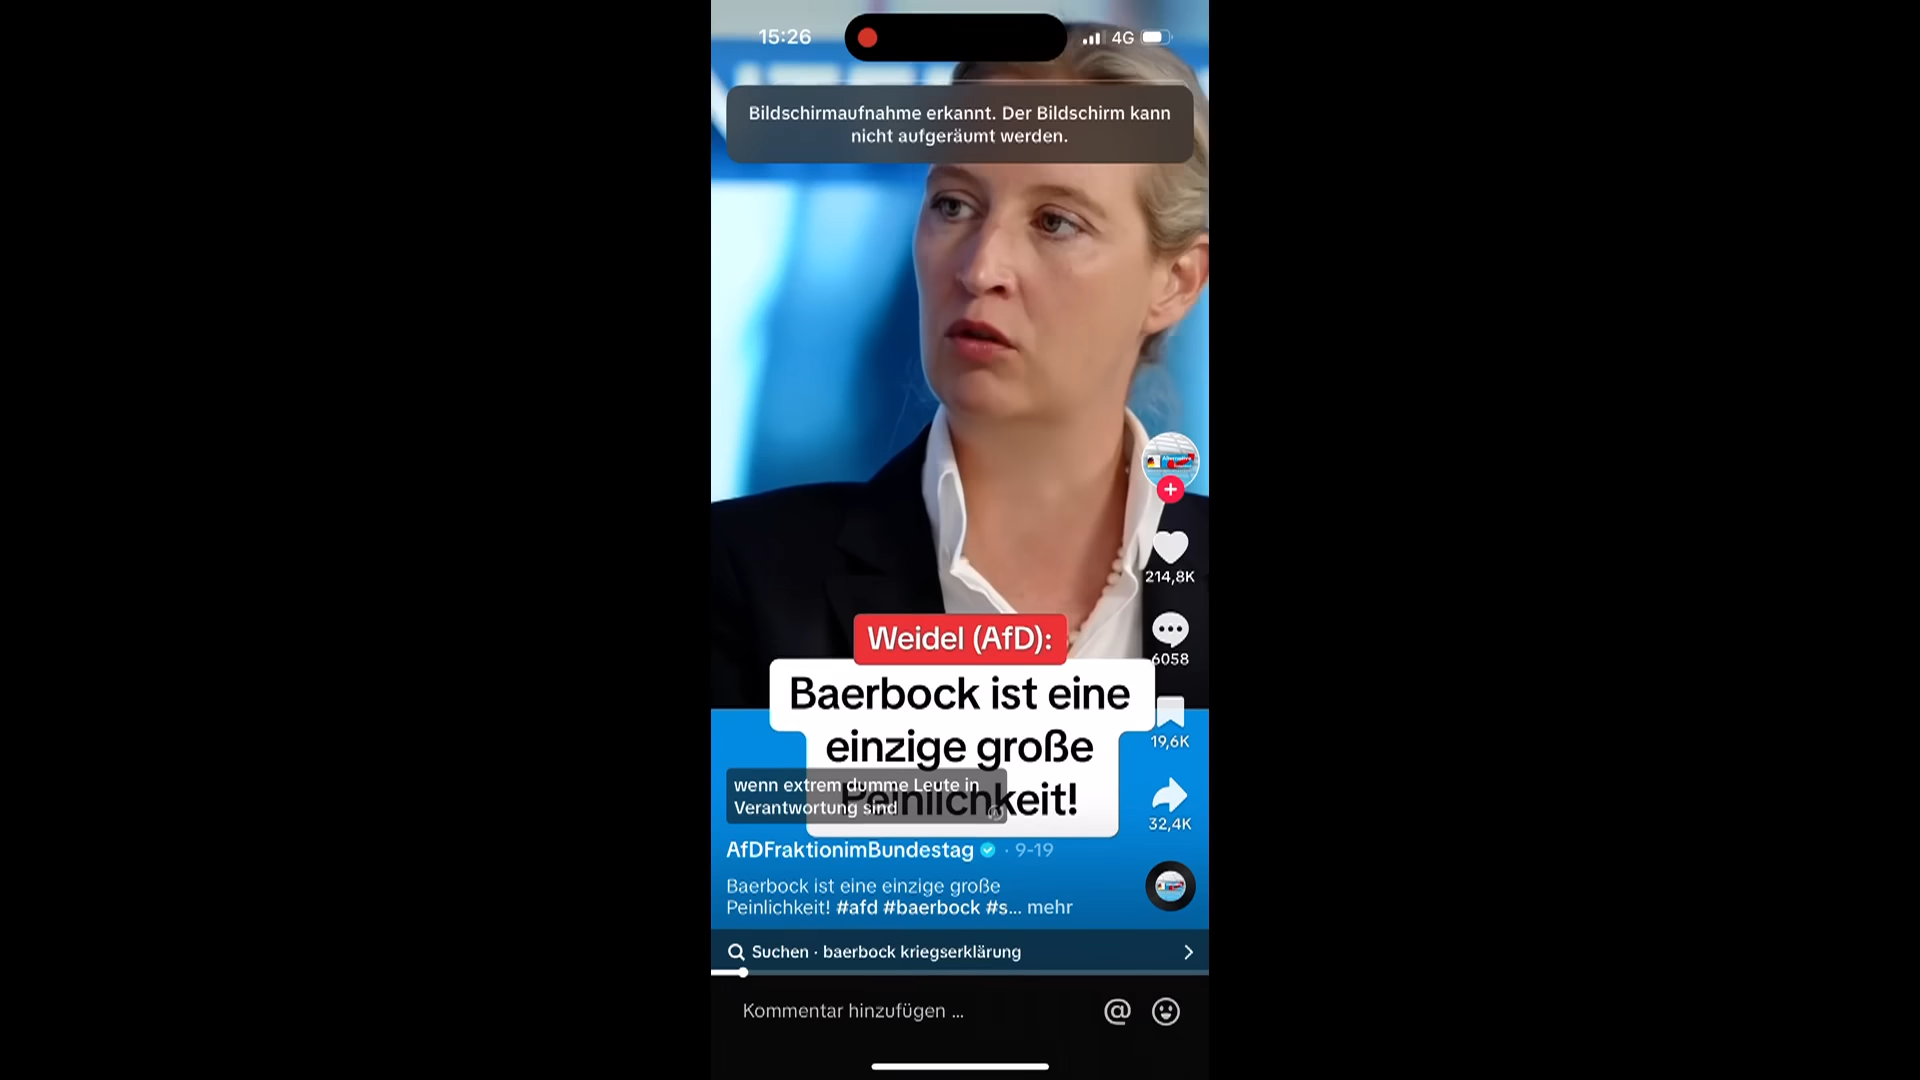 15:26
4G
Bildschirmaufnahme erkannt. Der Bildschirm kann
nicht aufgeräumt werden.
214,8K
Weidel (AfD):
6058
Baerbock ist eine
einzige große
Peinlichkeit!
19,6K
wenn extrem dumme Leute in
Verantwortung sind
32,4K
AfDFraktionimBundestag · 9-19
Baerbock ist eine einzige große
Peinlichkeit! #afd #baerbock #s... mehr
Suchen · baerbock kriegserklärung
Kommentar hinzufügen ...